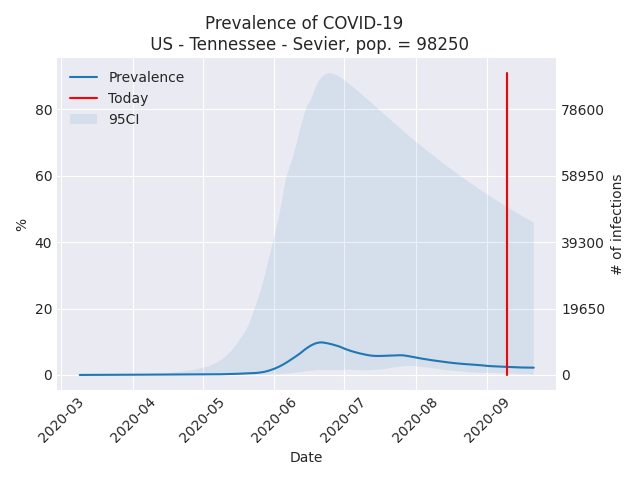 Prevalence of COVID-19
US - Tennessee - Sevier, pop. = 98250
Prevalence
Today
95CI
80
60
40
20
0
%
78600
58950
39300
19650
0
# of infections
2020-03
2020-04
2020-05
2020-06
2020-07
2020-08
2020-09
Date